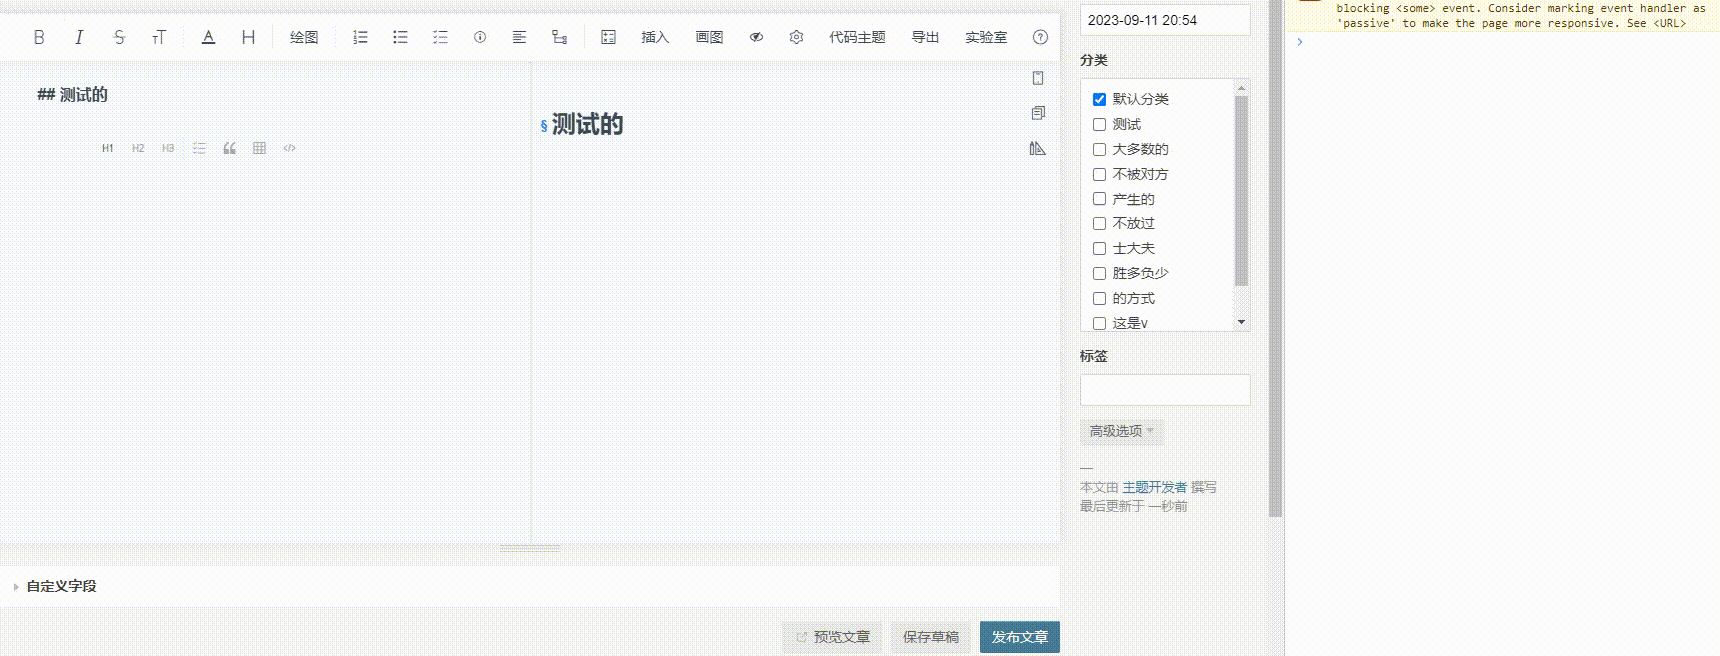 B I S TT A H 绘图 插入 画图 代码主题 导出 实验室
## 测试的
H1 H2 H3
§ 测试的
自定义字段
预览文章 保存草稿 发布文章
2023-09-11 20:54
分类
默认分类
测试
大多数的
不被对方
产生的
不放过
士大夫
胜多负少
的方式
这是v
标签
高级选项
—
本文由 主题开发者 撰写
最后更新于 一秒前
blocking <some> event. Consider marking event handler as
'passive' to make the page more responsive. See <URL>